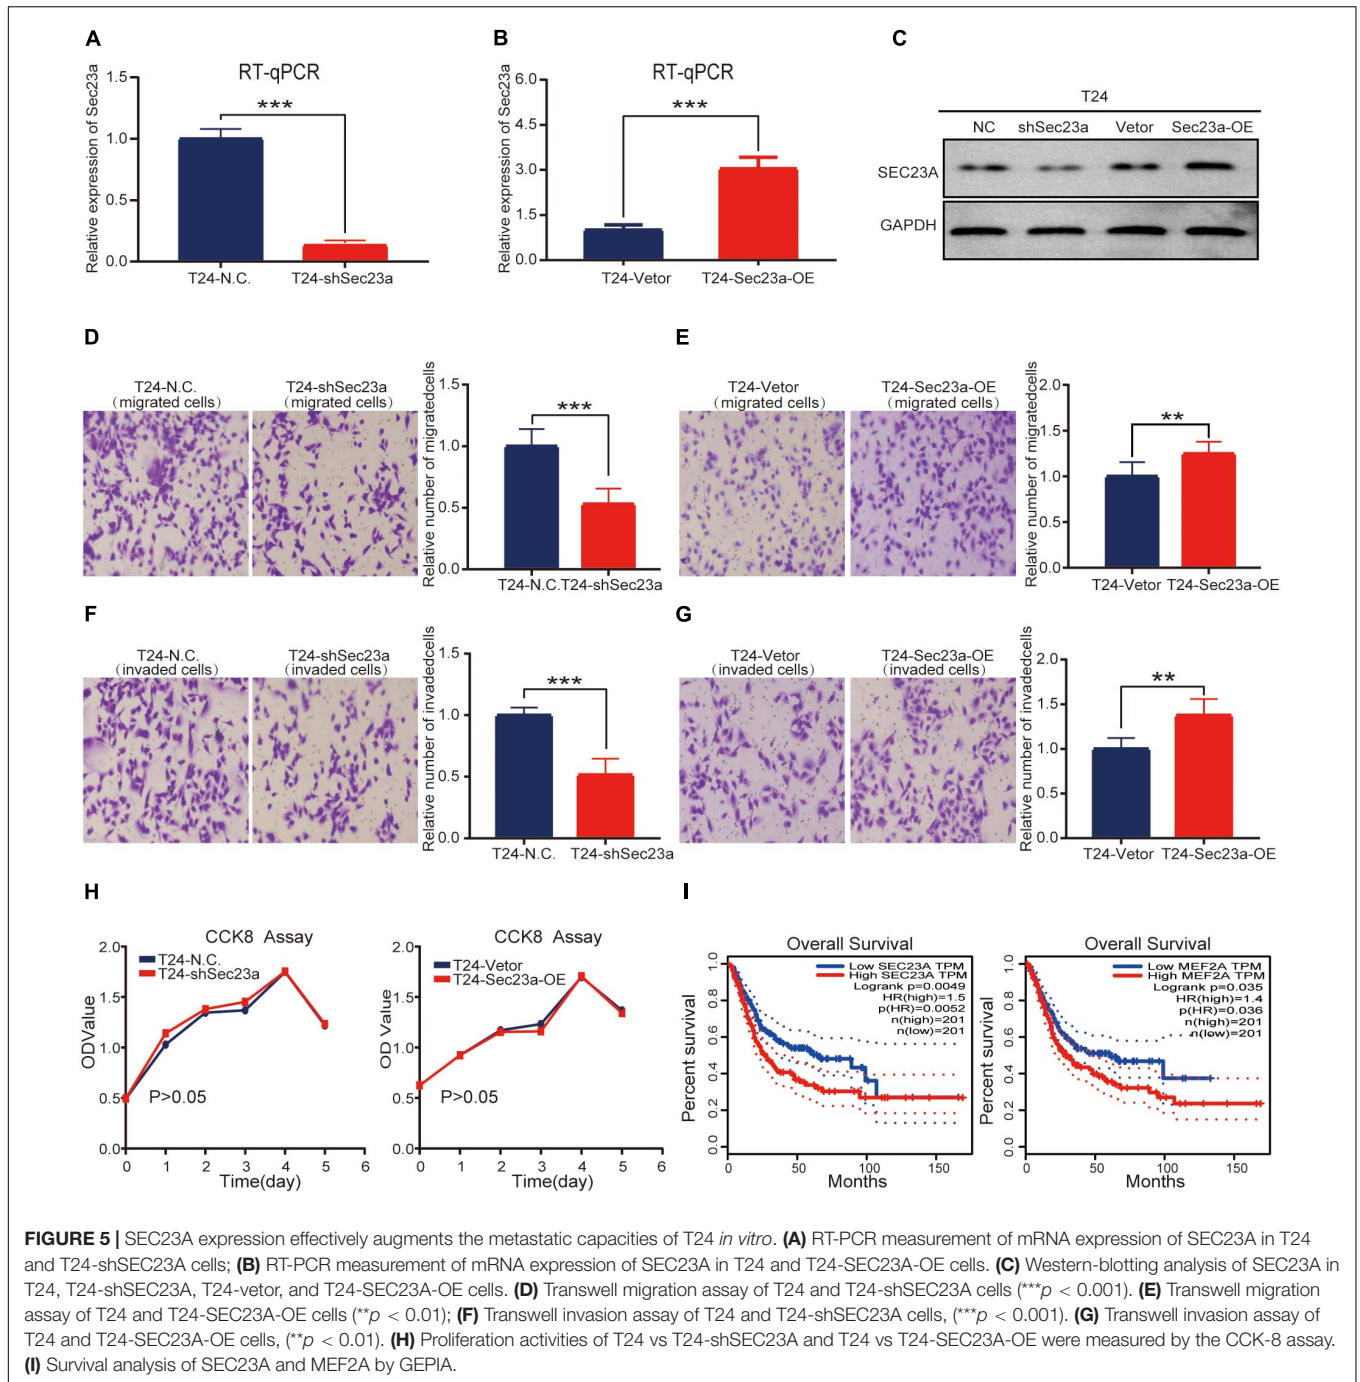 A
RT-qPCR
Relative expression of Sec23a
1.5
1.0
0.5
0.0
***
T24-N.C.
T24-shSec23a
B
RT-qPCR
Relative expression of Sec23a
6.0
4.5
3.0
1.5
0.0
***
T24-Vetor
T24-Sec23a-OE
C
T24
NC shSec23a Vetor Sec23a-OE
SEC23A
GAPDH
D
T24-N.C.
(migrated cells)
T24-shSec23a
(migrated cells)
Relative number of migratedcells
1.5
1.0
0.5
0.0
***
T24-N.C. T24-shSec23a
E
T24-Vetor
(migrated cells)
T24-Sec23a-OE
(migrated cells)
Relative number of migratedcells
2.0
1.5
1.0
0.5
0.0
**
T24-Vetor T24-Sec23a-OE
F
T24-N.C.
(invaded cells)
T24-shSec23a
(invaded cells)
Relative number of invadedcells
1.5
1.0
0.5
0.0
***
T24-N.C. T24-shSec23a
G
T24-Vetor
(invaded cells)
T24-Sec23a-OE
(invaded cells)
Relative number of invadedcells
2.0
1.5
1.0
0.5
0.0
**
T24-Vetor T24-Sec23a-OE
H
CCK8 Assay
OD Value
2.0
1.5
1.0
0.5
0.0
T24-N.C.
T24-shSec23a
P>0.05
0 1 2 3 4 5 6
Time(day)
CCK8 Assay
OD Value
2.0
1.5
1.0
0.5
0.0
T24-Vetor
T24-Sec23a-OE
P>0.05
0 1 2 3 4 5 6
Time(day)
I
Overall Survival
Percent survival
1.0
0.8
0.6
0.4
0.2
0.0
Low SEC23A TPM
High SEC23A TPM
Logrank p=0.0049
HR(high)=1.5
p(HR)=0.0052
n(high)=201
n(low)=201
0 50 100 150
Months
Overall Survival
Percent survival
1.0
0.8
0.6
0.4
0.2
0.0
Low MEF2A TPM
High MEF2A TPM
Logrank p=0.035
HR(high)=1.4
p(HR)=0.036
n(high)=201
n(low)=201
0 50 100 150
Months
FIGURE 5 | SEC23A expression effectively augments the metastatic capacities of T24 in vitro. (A) RT-PCR measurement of mRNA expression of SEC23A in T24
and T24-shSEC23A cells; (B) RT-PCR measurement of mRNA expression of SEC23A in T24 and T24-SEC23A-OE cells. (C) Western-blotting analysis of SEC23A in
T24, T24-shSEC23A, T24-vetor, and T24-SEC23A-OE cells. (D) Transwell migration assay of T24 and T24-shSEC23A cells (***p < 0.001). (E) Transwell migration
assay of T24 and T24-SEC23A-OE cells (**p < 0.01); (F) Transwell invasion assay of T24 and T24-shSEC23A cells, (***p < 0.001). (G) Transwell invasion assay of
T24 and T24-SEC23A-OE cells, (**p < 0.01). (H) Proliferation activities of T24 vs T24-shSEC23A and T24 vs T24-SEC23A-OE were measured by the CCK-8 assay.
(I) Survival analysis of SEC23A and MEF2A by GEPIA.